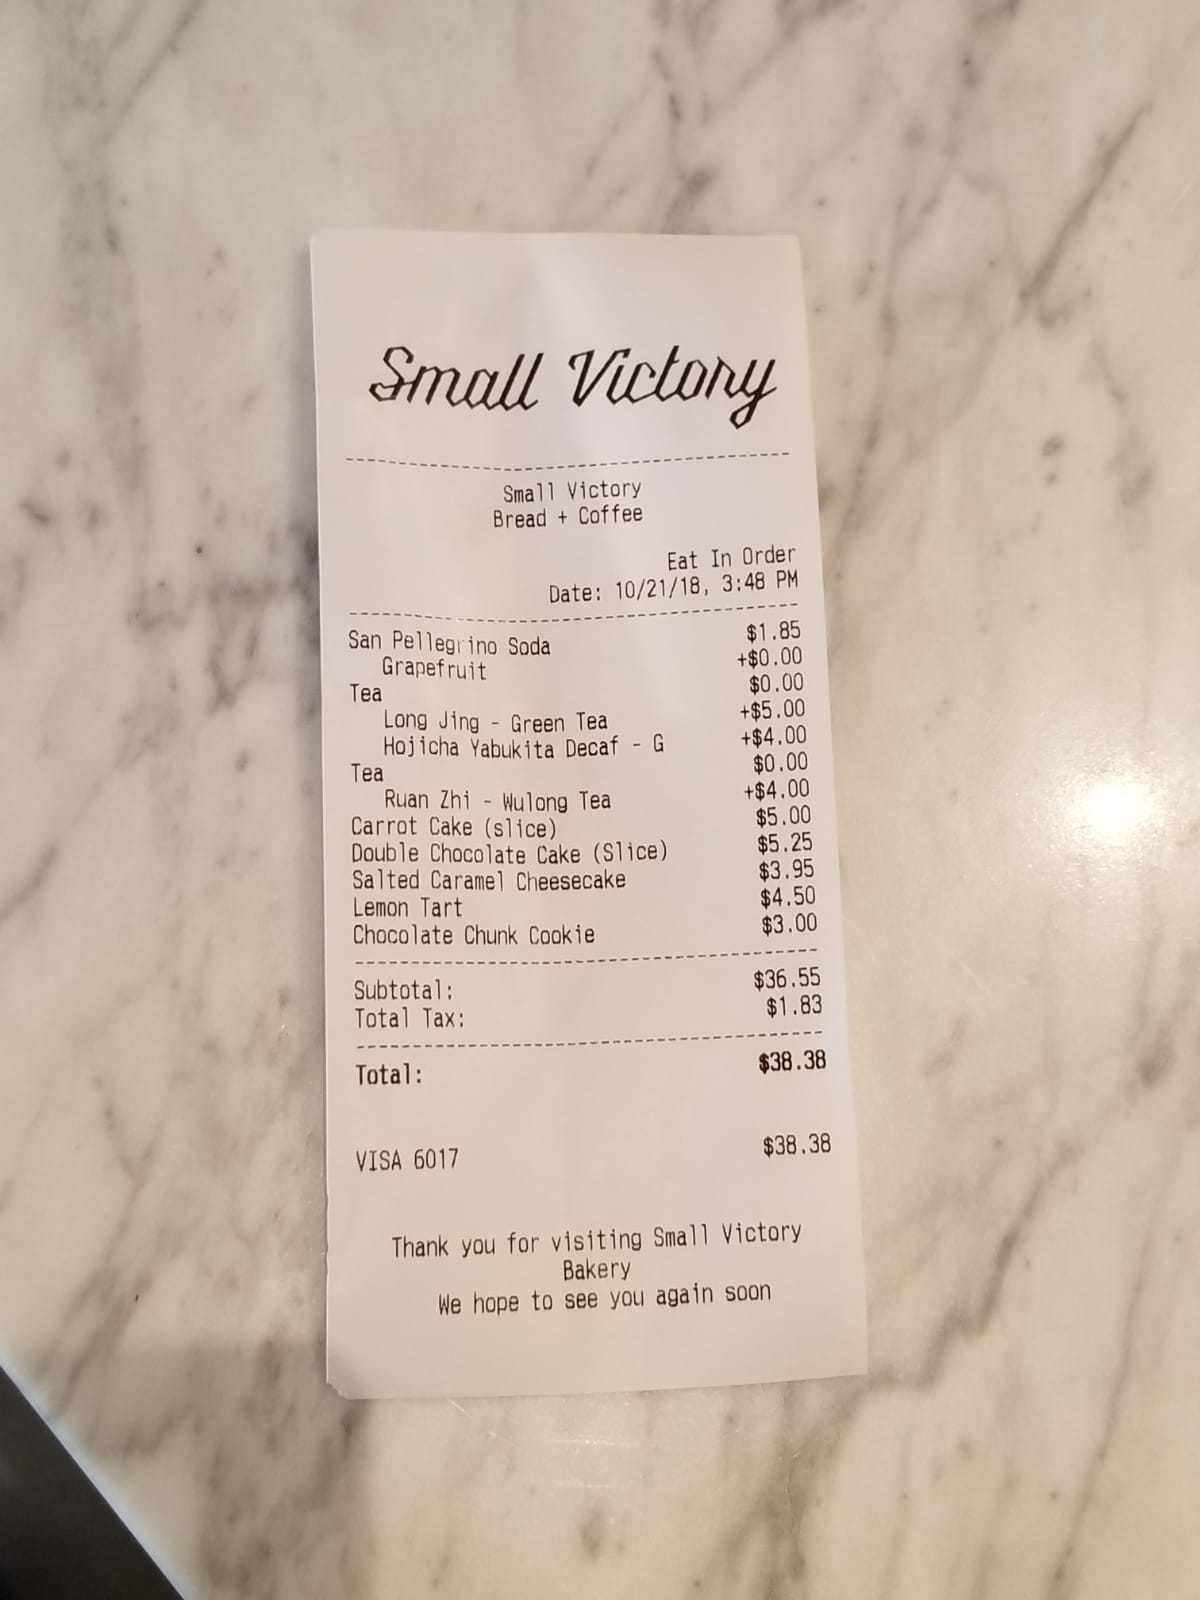 Small Victory
Small Victory
Bread + Coffee
Eat In Order
Date: 10/21/18, 3:48 PM
San Pellegrino Soda $1.85
Grapefruit +$0.00
Tea $0.00
Long Jing - Green Tea +$5.00
Hojicha Yabukita Decaf - G +$4.00
Tea $0.00
Ruan Zhi - Wulong Tea +$4.00
Carrot Cake (slice) $5.00
Double Chocolate Cake (Slice) $5.25
Salted Caramel Cheesecake $3.95
Lemon Tart $4.50
Chocolate Chunk Cookie $3.00
Subtotal: $36.55
Total Tax: $1.83
Total: $38.38
VISA 6017 $38.38
Thank you for visiting Small Victory
Bakery
We hope to see you again soon